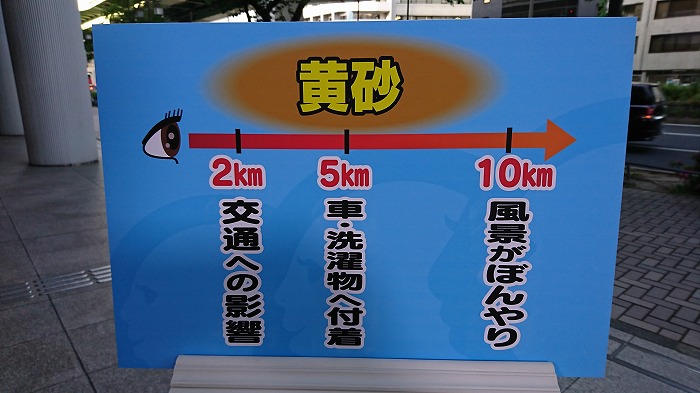 黄砂
2km
5km
10km
交通への影響
車・洗濯物へ付着
風景がぼんやり